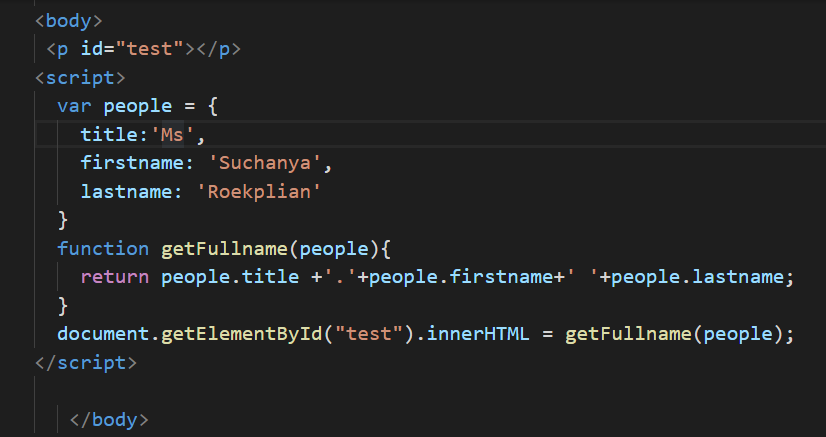 <body>
<p id="test"></p>
<script>
var people = {
title:'Ms',
firstname: 'Suchanya',
lastname: 'Roekplian'
}
function getFullname(people){
return people.title +'.'+people.firstname+' '+people.lastname;
}
document.getElementById("test").innerHTML = getFullname(people);
</script>
</body>